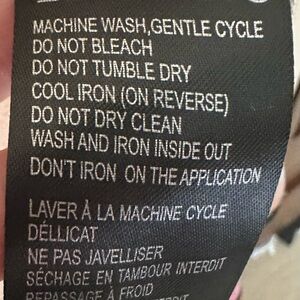 MACHINE WASH,GENTLE CYCLE
DO NOT BLEACH
DO NOT TUMBLE DRY
COOL IRON (ON REVERSE)
DO NOT DRY CLEAN
WASH AND IRON INSIDE OUT
DON'T IRON ON THE APPLICATION
LAVER À LA MACHINE CYCLE
DÉLLICAT
NE PAS JAVELLISER
SÉCHAGE EN TAMBOUR INTERDIT
REPASSAGE À FROID